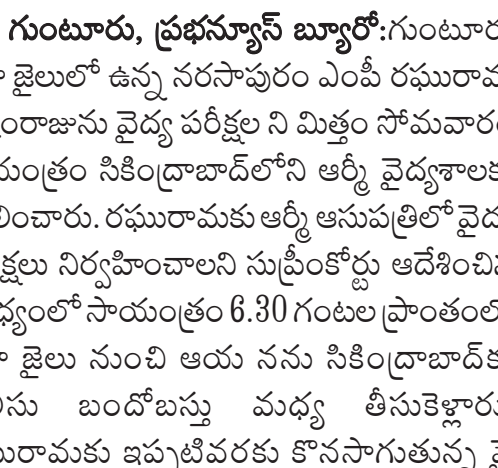 గుంటూరు, ప్రభన్యూస్ బ్యూరో:గుంటూర
జైలులో ఉన్న నరసాపురం ఎంపీ రఘురామ
ంరాజును వైద్య పరీక్షల ని మిత్తం సోమవారం
యంత్రం సికింద్రాబాద్‌లోని ఆర్మీ వైద్యశాలక
లించారు. రఘురామకు ఆర్మీ ఆసుపత్రిలో వైద
క్షలు నిర్వహించాలని సుప్రీంకోర్టు ఆదేశించి
ధ్యంలో సాయంత్రం 6.30 గంటల ప్రాంతంలో
జైలు నుంచి ఆయ నను సికింద్రాబాద్‌క
సు బందోబస్తు మధ్య తీసుకెళ్లారు
రామకు ఇప్పటివరకు కొనసాగుతున్న